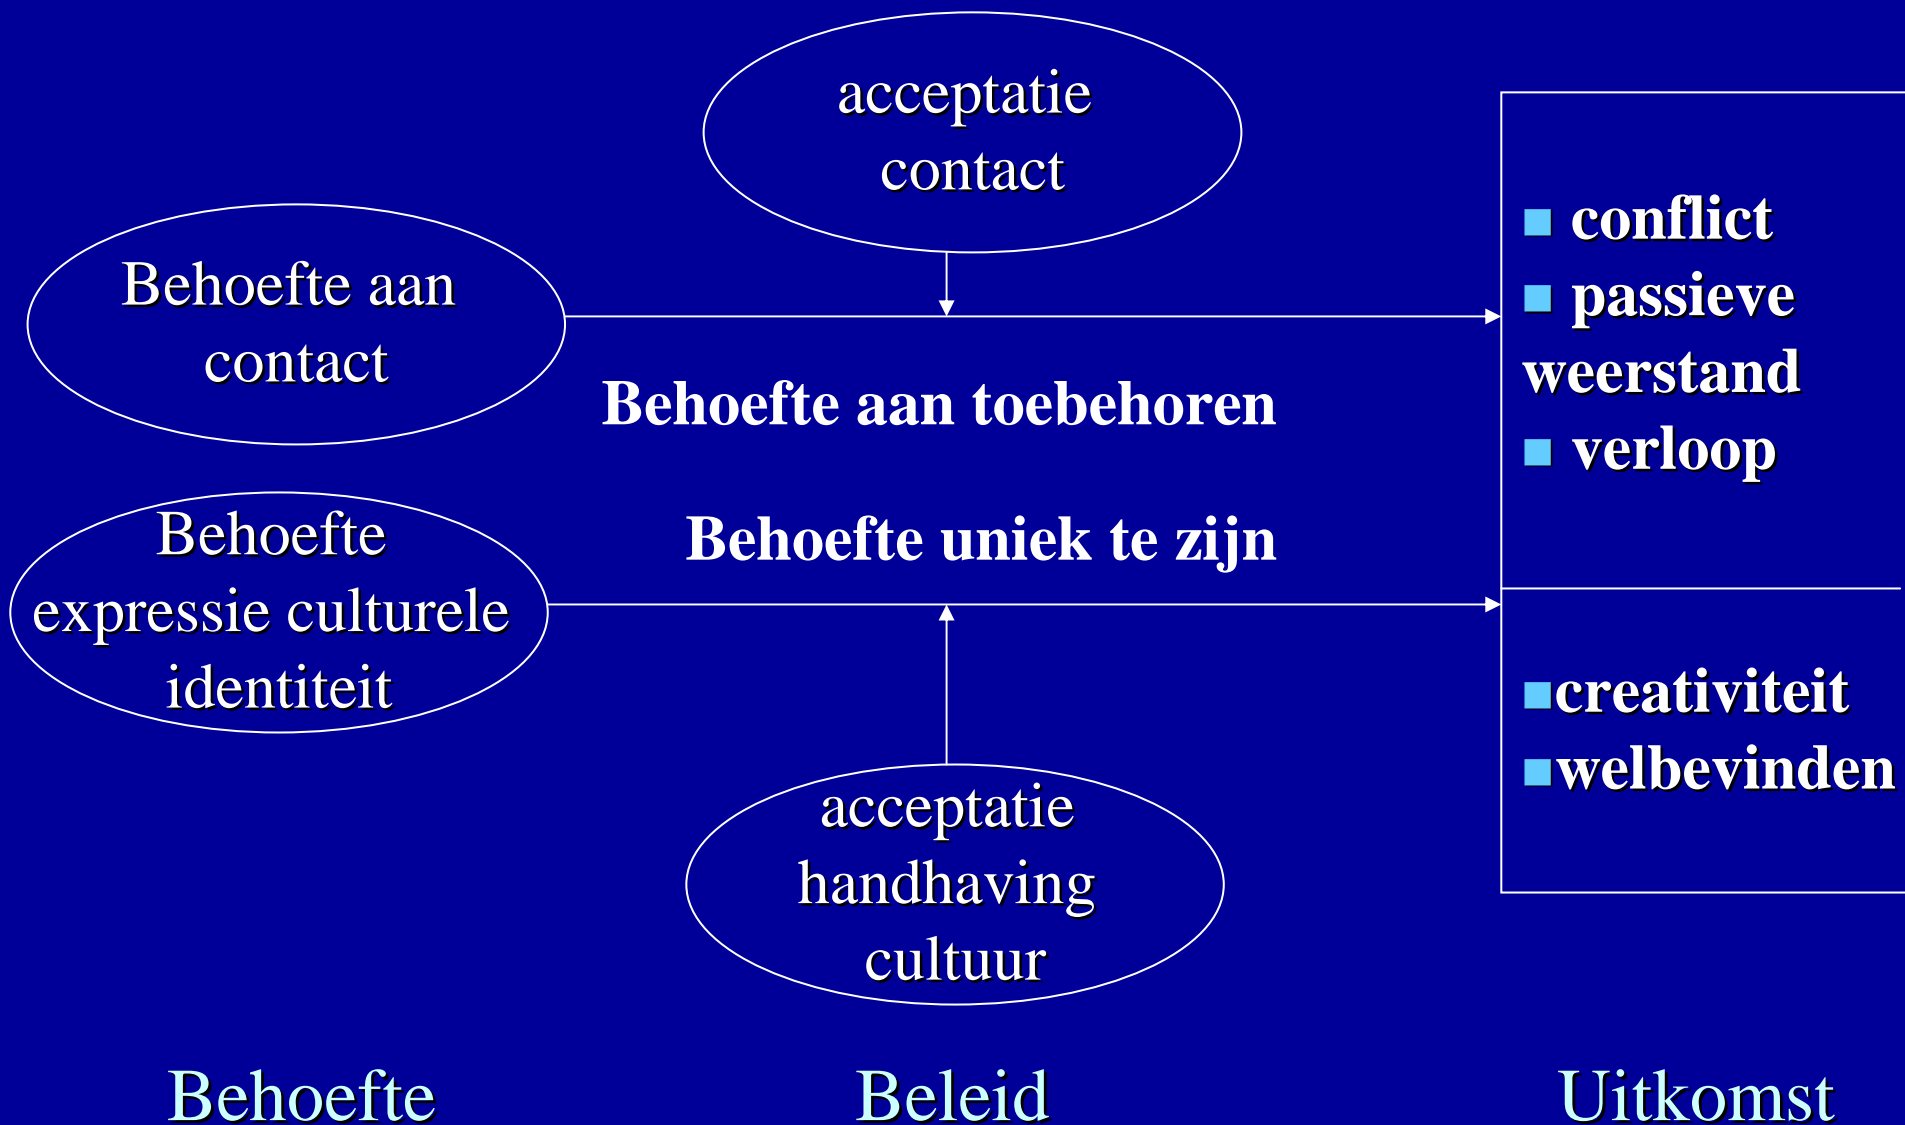 acceptatie
contact
Behoefte aan
contact
Behoefte aan toebehoren
Behoefte uniek te zijn
Behoefte
expressie culturele
identiteit
acceptatie
handhaving
cultuur
conflict
passieve
weerstand
verloop
creativiteit
welbevinden
Behoefte
Beleid
Uitkomst